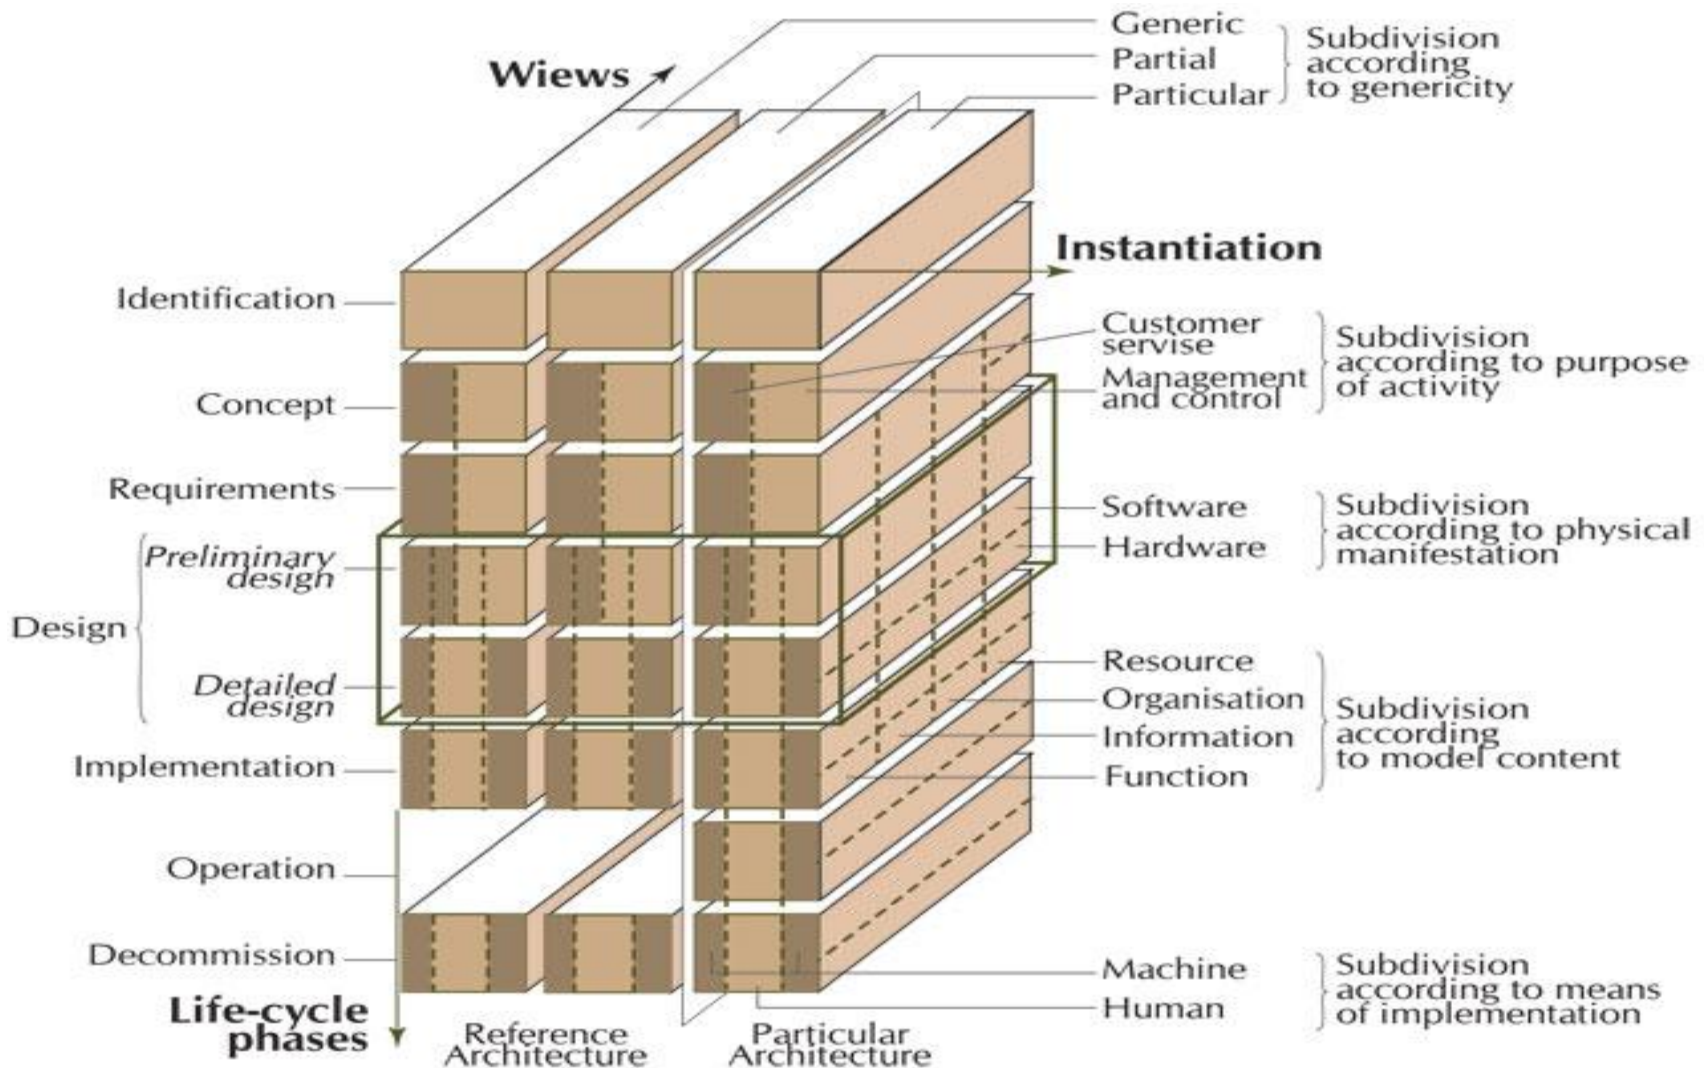 Generic
Partial
Particular
Subdivision
according
to genericity
Wiews
Instantiation
Identification
Concept
Requirements
Preliminary
design
Design
Detailed
design
Implementation
Operation
Decommission
Life-cycle
phases
Customer
servise
Management
and control
Subdivision
according to purpose
of activity
Software
Hardware
Subdivision
according to physical
manifestation
Resource
Organisation
Information
Function
Subdivision
according
to model content
Machine
Human
Subdivision
according to means
of implementation
Reference
Architecture
Particular
Architecture